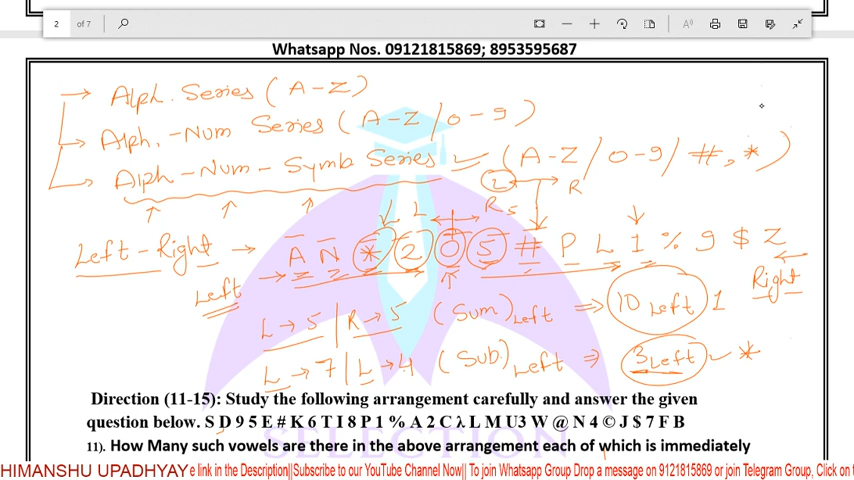 2 of 7
Whatsapp Nos. 09121815869; 8953595687
→ Alph. Series ( A-Z )
→ Alph. -Num Series ( A-Z / 0-9 )
→ Alph-Num-Symb Series ✓ ( A-Z / 0-9 / #, * )
L R
L R 5
Left-Right → A N * 2 0 5 # P L 1 % 9 $ Z
Left Right
L → 5 | R → 5 (Sum) Left ⇒ 10 Left 1
L → 7 | L → 4 (Sub.) Left ⇒ 3 Left ✓ *
Direction (11-15): Study the following arrangement carefully and answer the given
question below. S D 9 5 E # K 6 T I 8 P 1 % A 2 C λ L M U3 W @ N 4 © J $ 7 F B
11). How Many such vowels are there in the above arrangement each of which is immediately
HIMANSHU UPADHYAY e link in the Description||Subscribe to our YouTube Channel Now|| To join Whatsapp Group Drop a message on 9121815869 or join Telegram Group, Click on t